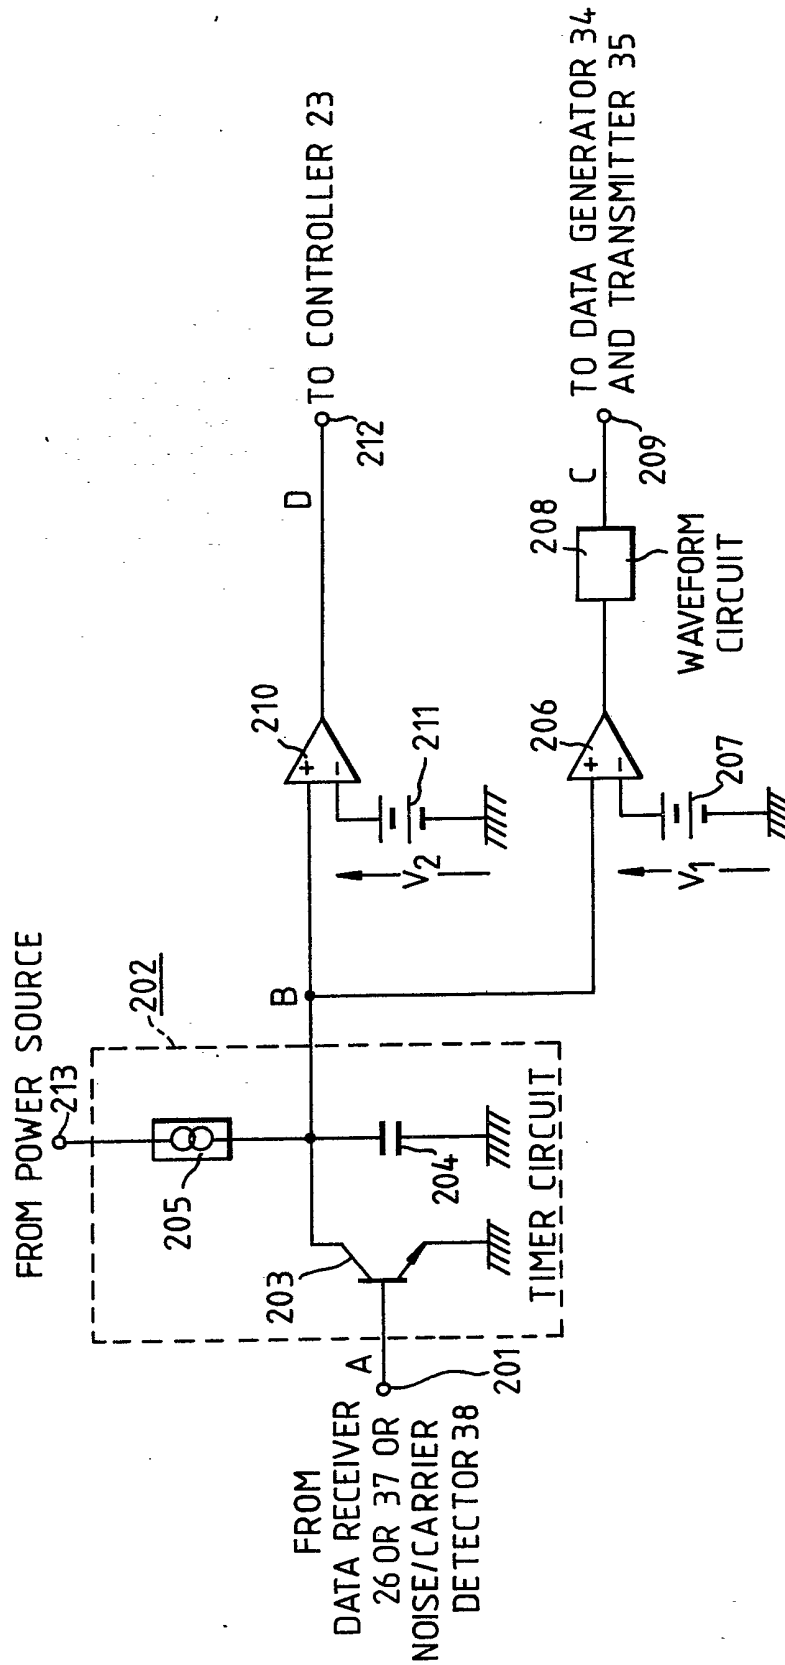 FROM POWER SOURCE
213
202
205
204
203
TIMER CIRCUIT
A
201
FROM
DATA RECEIVER
26 OR 37 OR
NOISE/CARRIER
DETECTOR 38
B
210
+
−
211
V2
D
212
TO CONTROLLER 23
206
+
−
207
V1
208
WAVEFORM
CIRCUIT
C
209
TO DATA GENERATOR 34
AND TRANSMITTER 35